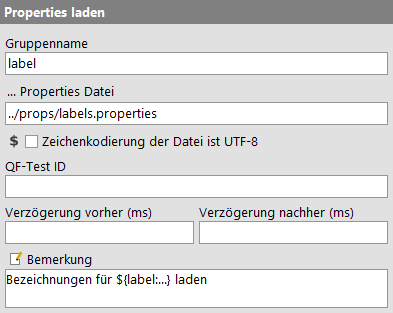 Properties laden
Gruppenname
label
... Properties Datei
../props/labels.properties
$ Zeichenkodierung der Datei ist UTF-8
QF-Test ID
Verzögerung vorher (ms) Verzögerung nachher (ms)
Bemerkung
Bezeichnungen für ${label:...} laden